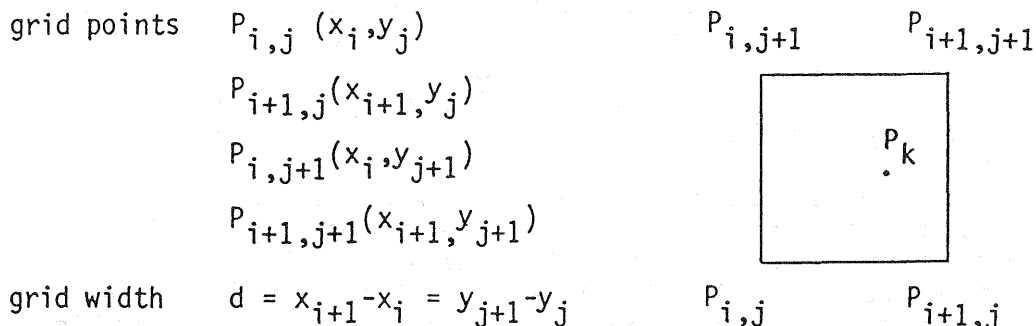 grid points P_{i,j} (x_i,y_j)
P_{i+1,j}(x_{i+1},y_j)
P_{i,j+1}(x_i,y_{j+1})
P_{i+1,j+1}(x_{i+1},y_{j+1})
grid width d = x_{i+1}-x_i = y_{j+1}-y_j
P_{i,j+1} P_{i+1,j+1}
P_k
P_{i,j} P_{i+1,j}